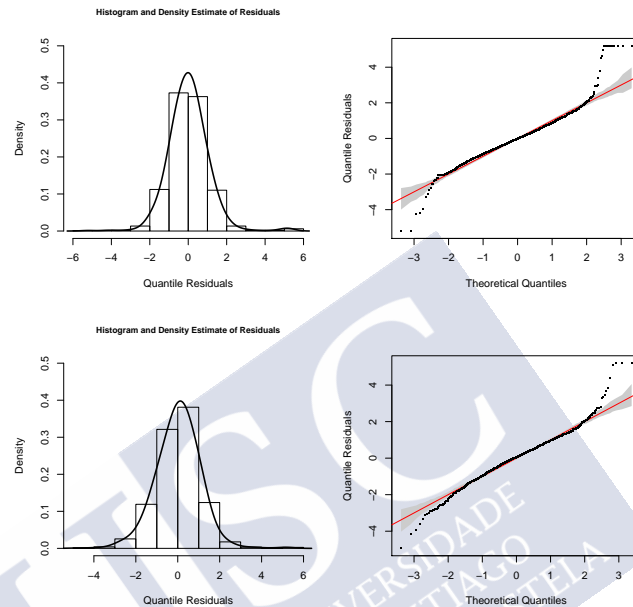 Histogram and Density Estimate of Residuals
Density
0.0 0.1 0.2 0.3 0.4 0.5
−6 −4 −2 0 2 4 6
Quantile Residuals
Quantile Residuals
−4 −2 0 2 4
−3 −2 −1 0 1 2 3
Theoretical Quantiles
Histogram and Density Estimate of Residuals
Density
0.0 0.1 0.2 0.3 0.4 0.5
−4 −2 0 2 4 6
Quantile Residuals
Quantile Residuals
−4 −2 0 2 4
−3 −2 −1 0 1 2 3
Theoretical Quantiles
USC